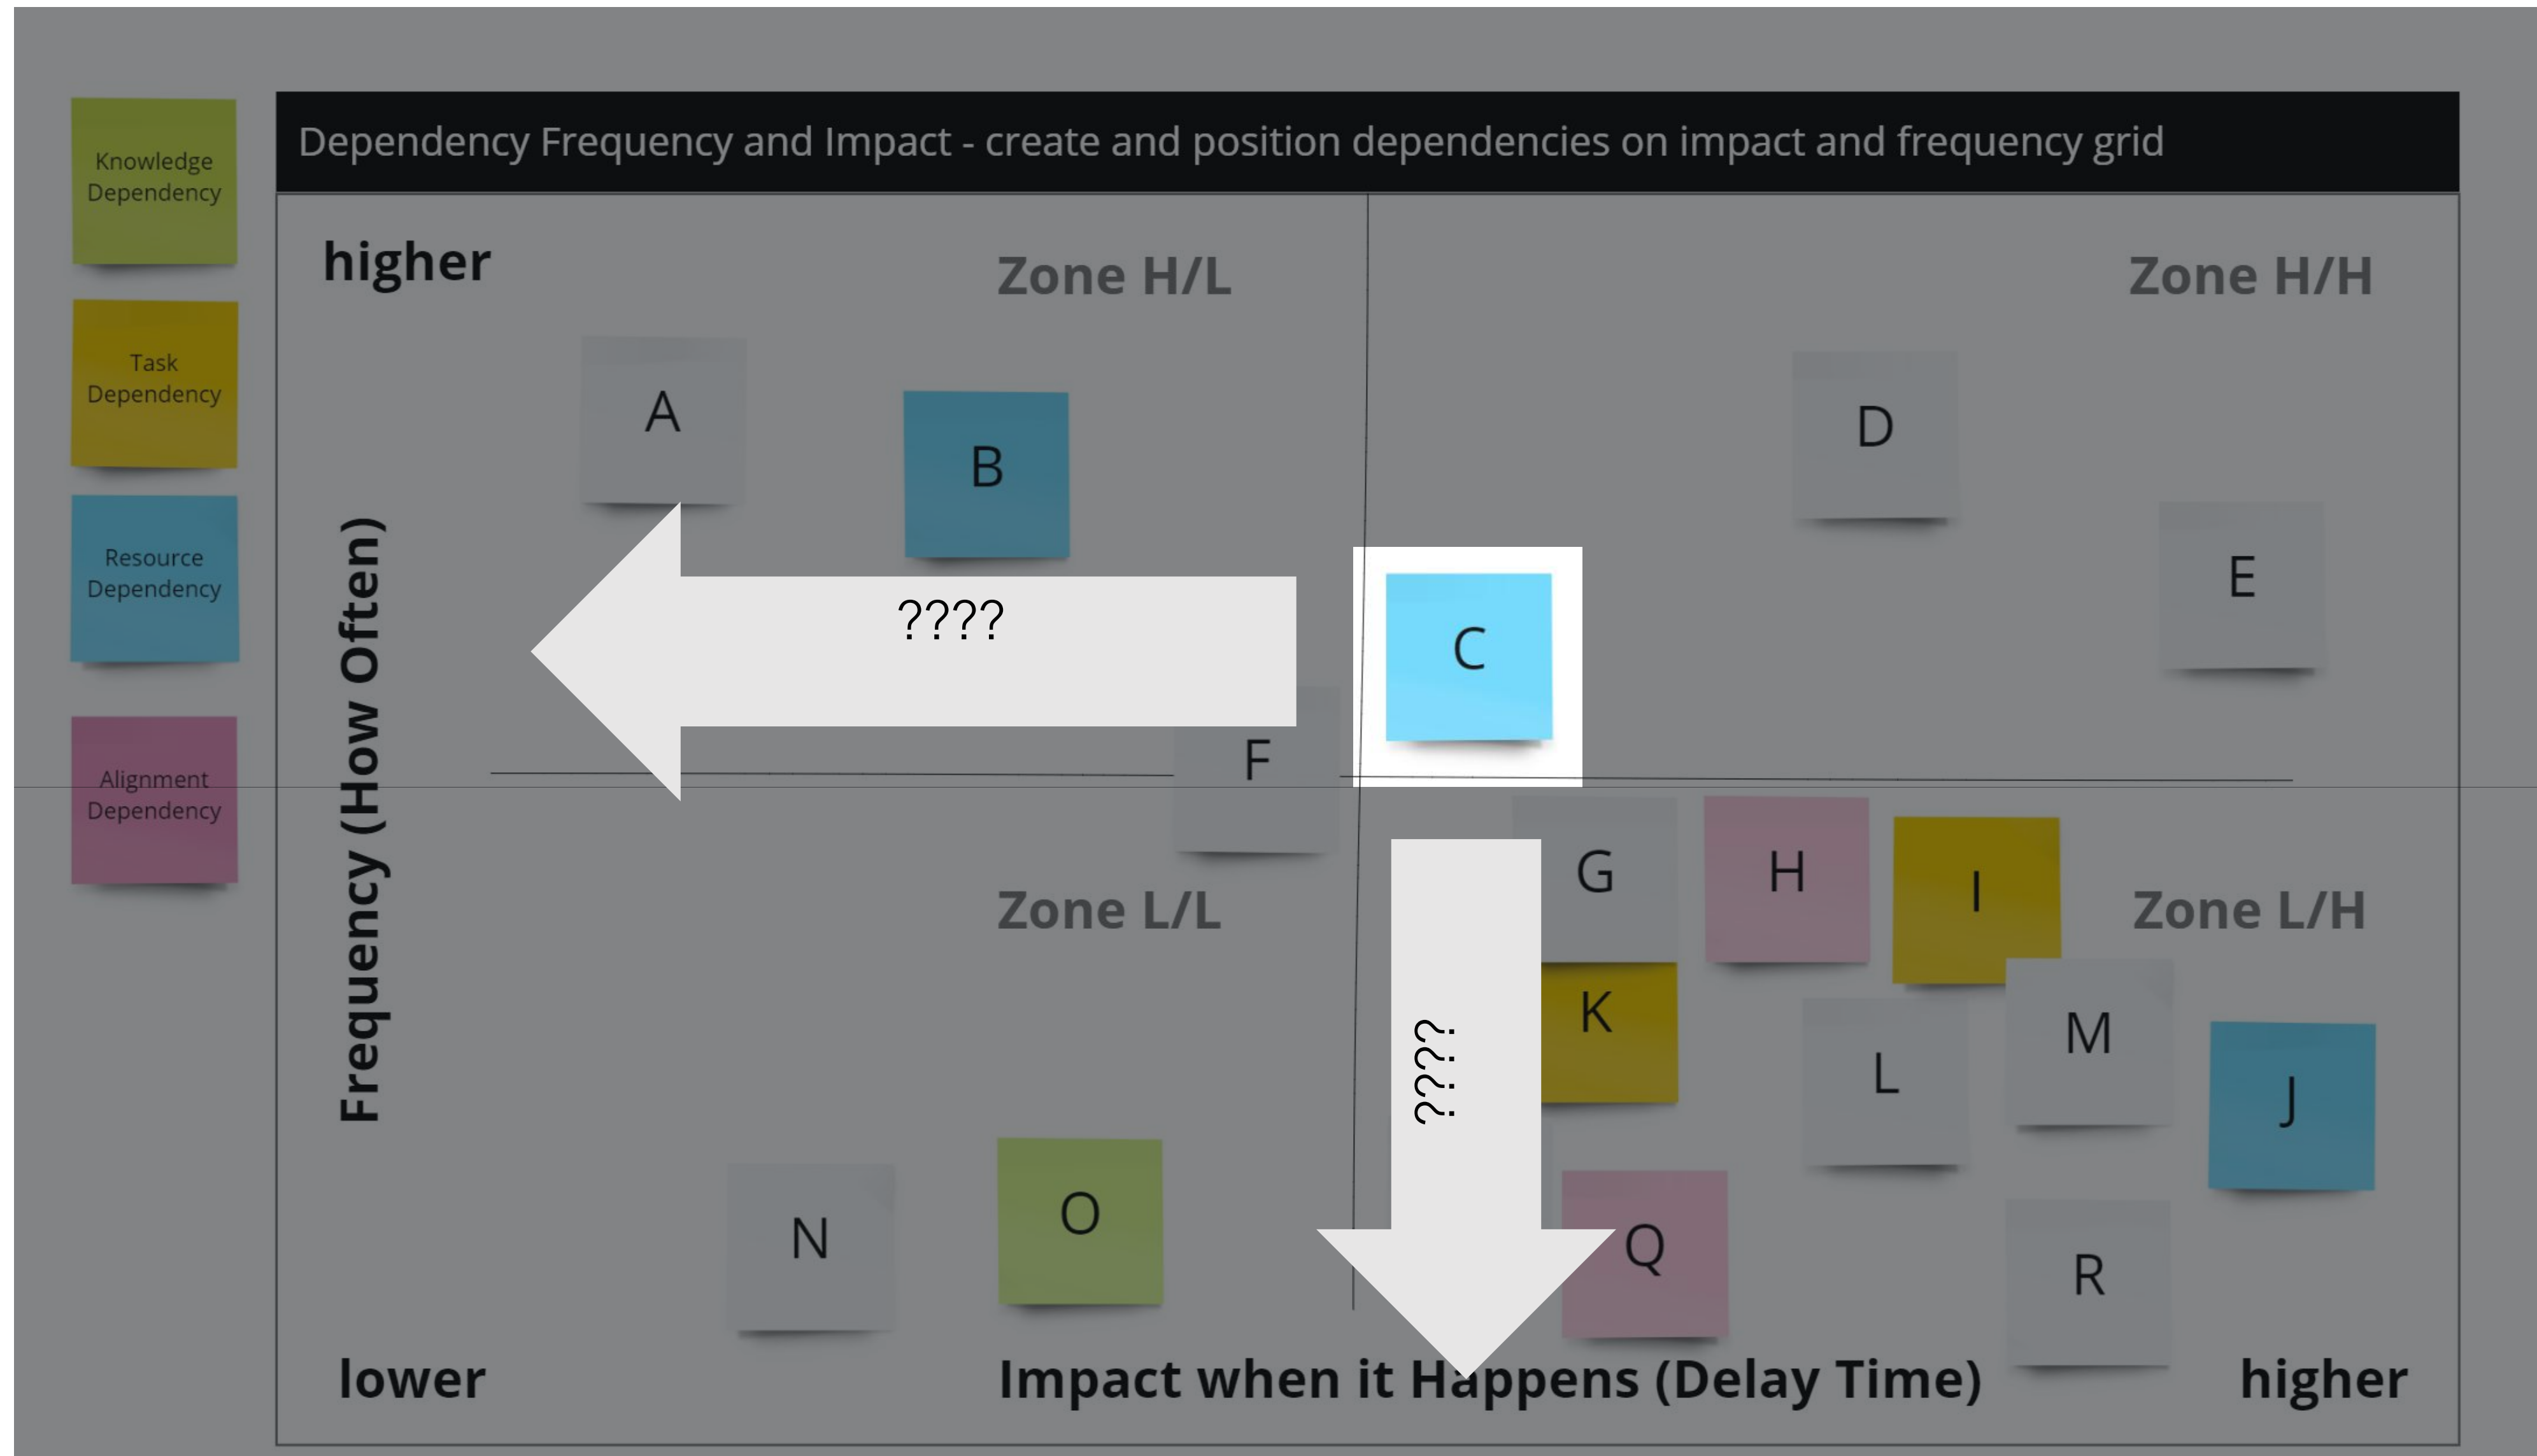 Dependency Frequency and Impact - create and position dependencies on impact and frequency grid
Knowledge
Dependency
Task
Dependency
Resource
Dependency
Alignment
Dependency
higher
Zone H/L
Zone H/H
A
B
D
E
????
C
F
Frequency (How Often)
G
H
I
Zone L/L
Zone L/H
K
L
M
J
????
N
O
Q
R
lower
Impact when it Happens (Delay Time)
higher